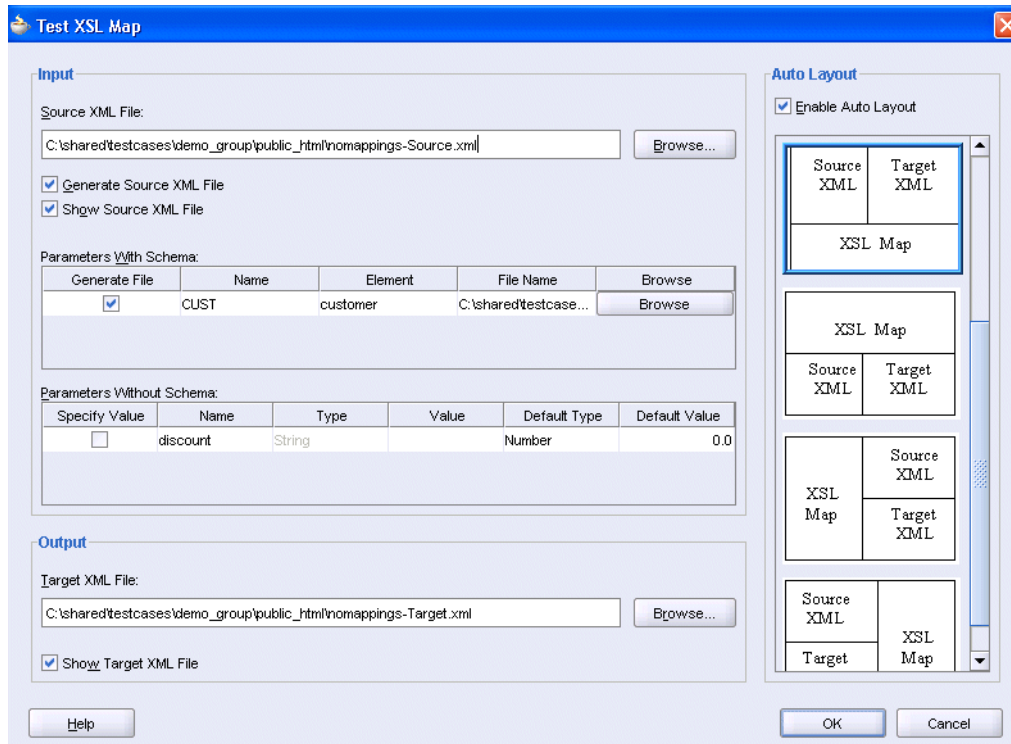 Test XSL Map
Input
Source XML File:
C:\shared\testcases\demo_group\public_html\nomappings-Source.xml
Browse...
Generate Source XML File
Show Source XML File
Parameters With Schema:
Generate File Name Element File Name Browse
CUST customer C:\shared\testcase... Browse
Parameters Without Schema:
Specify Value Name Type Value Default Type Default Value
discount String Number 0.0
Output
Target XML File:
C:\shared\testcases\demo_group\public_html\nomappings-Target.xml
Browse...
Show Target XML File
Auto Layout
Enable Auto Layout
Source XML
Target XML
XSL Map
XSL Map
Source XML
Target XML
XSL Map
Source XML
Target XML
Source XML
Target
XSL Map
Help
OK
Cancel